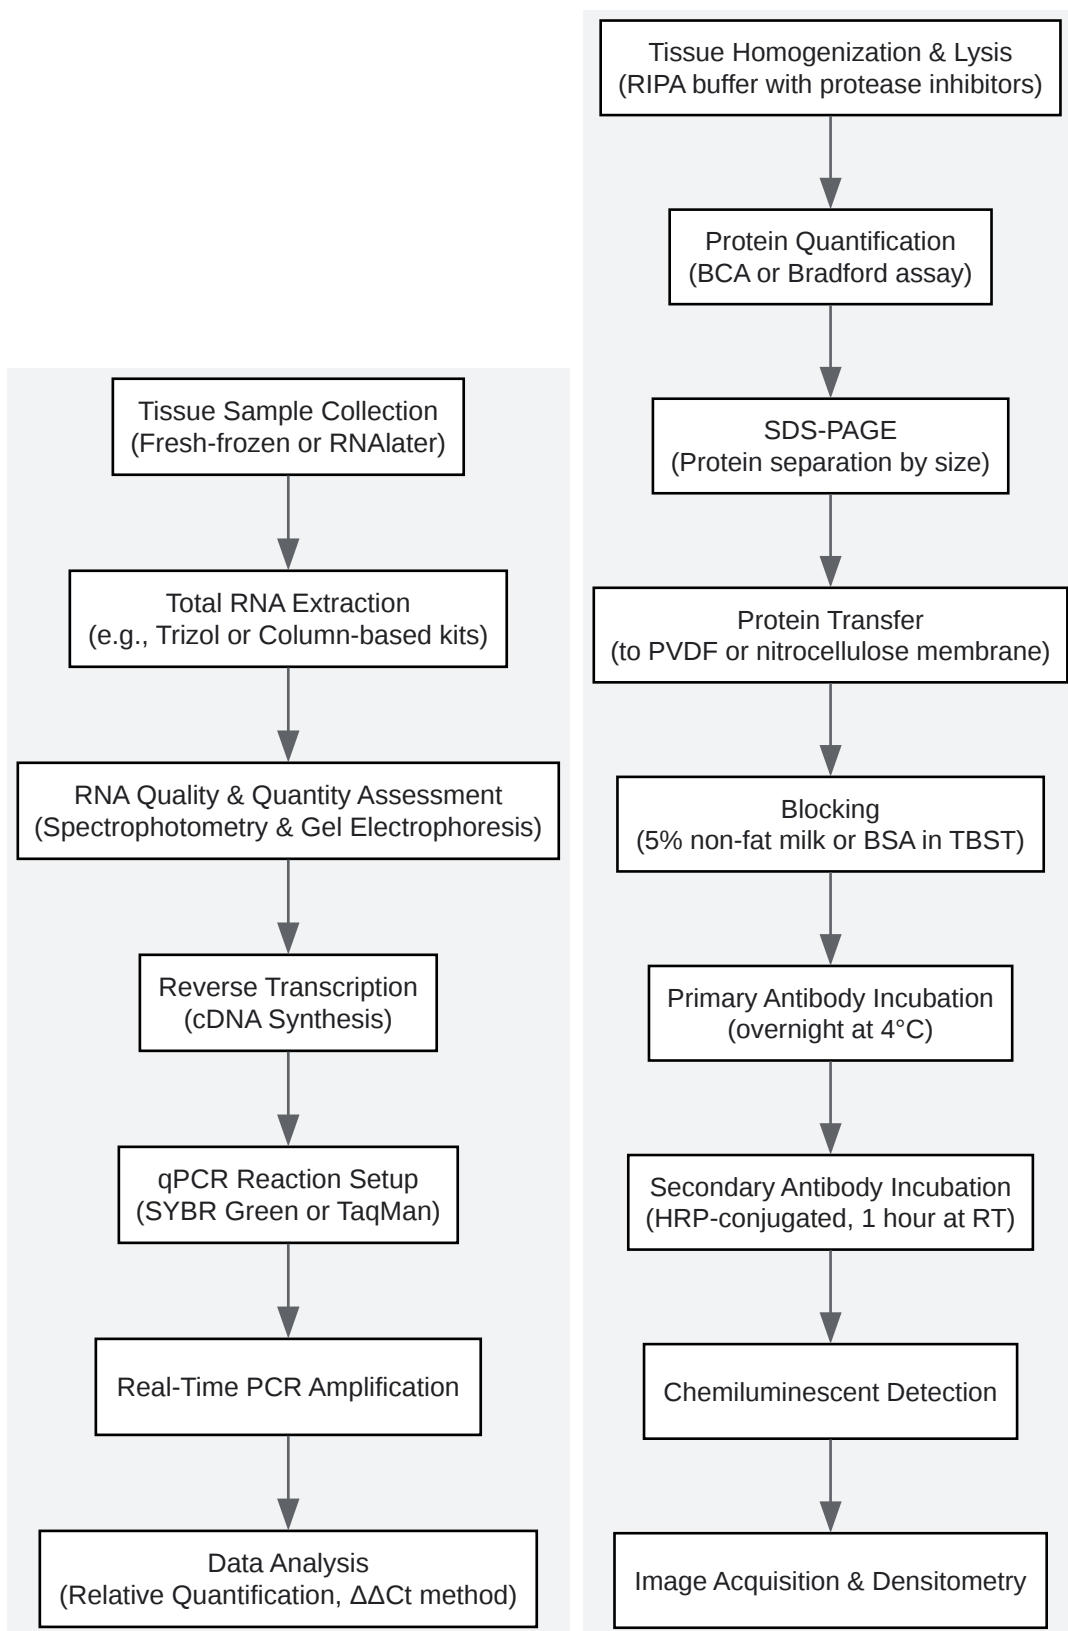 Tissue Sample Collection
(Fresh-frozen or RNAlater)
Total RNA Extraction
(e.g., Trizol or Column-based kits)
RNA Quality & Quantity Assessment
(Spectrophotometry & Gel Electrophoresis)
Reverse Transcription
(cDNA Synthesis)
qPCR Reaction Setup
(SYBR Green or TaqMan)
Real-Time PCR Amplification
Data Analysis
(Relative Quantification, ΔΔCt method)
Tissue Homogenization & Lysis
(RIPA buffer with protease inhibitors)
Protein Quantification
(BCA or Bradford assay)
SDS-PAGE
(Protein separation by size)
Protein Transfer
(to PVDF or nitrocellulose membrane)
Blocking
(5% non-fat milk or BSA in TBST)
Primary Antibody Incubation
(overnight at 4°C)
Secondary Antibody Incubation
(HRP-conjugated, 1 hour at RT)
Chemiluminescent Detection
Image Acquisition & Densitometry